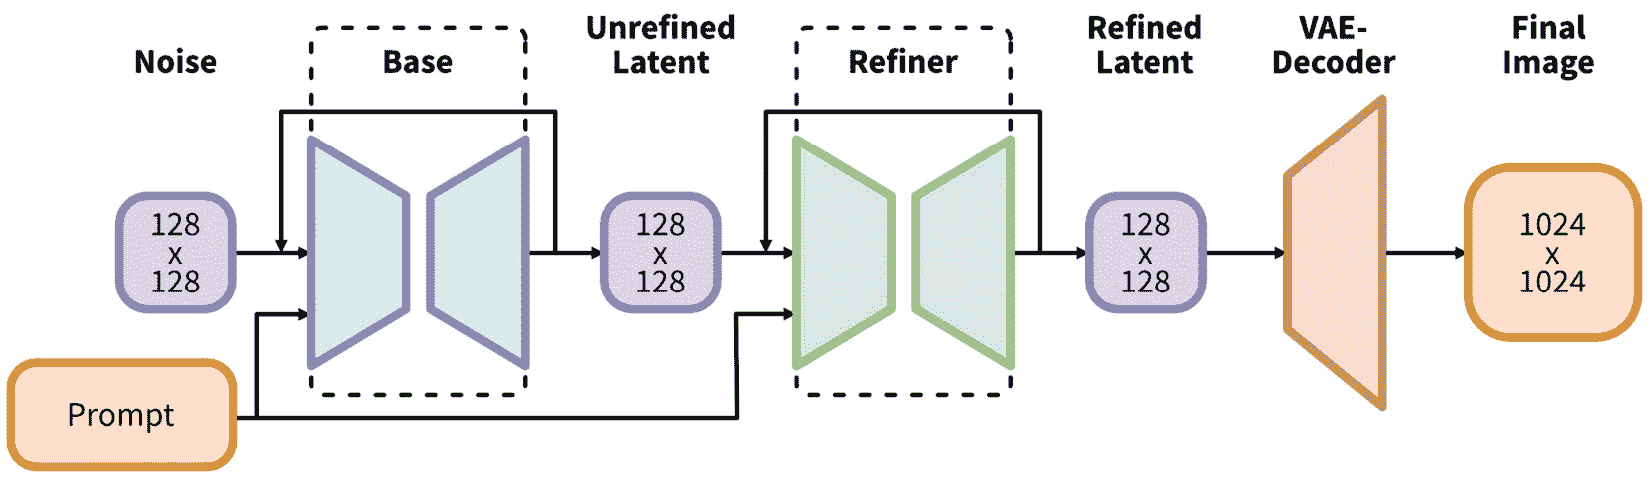 Noise
Base
Unrefined
Latent
Refiner
Refined
Latent
VAE-
Decoder
Final
Image
128
x
128
128
x
128
128
x
128
1024
x
1024
Prompt